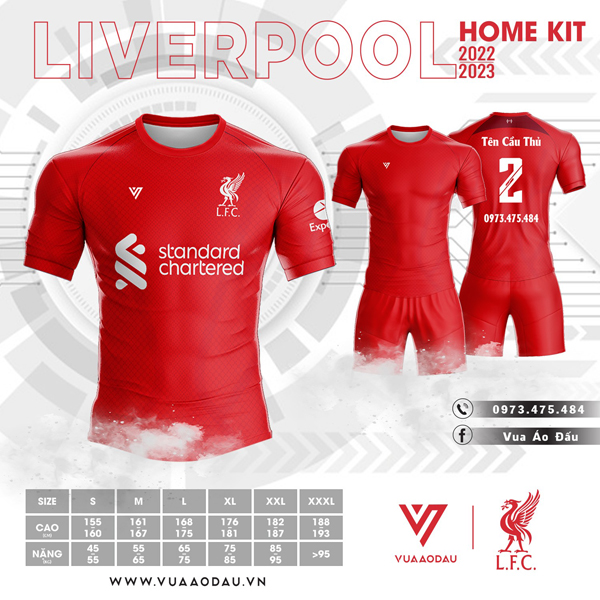 LIVERPOOL
HOME KIT
2022
2023
Tên Cầu Thủ
2
0973.475.484
L.F.C.
standard
chartered
0973.475.484
Vua Áo Đấu
SIZE S M L XL XXL XXXL
CAO (CM) 155 160 161 167 168 175 176 181 182 187 188 193
NẶNG (KG) 45 55 55 65 65 75 75 85 85 95 >95
VUAAODAU
L.F.C.
WWW.VUAAODAU.VN